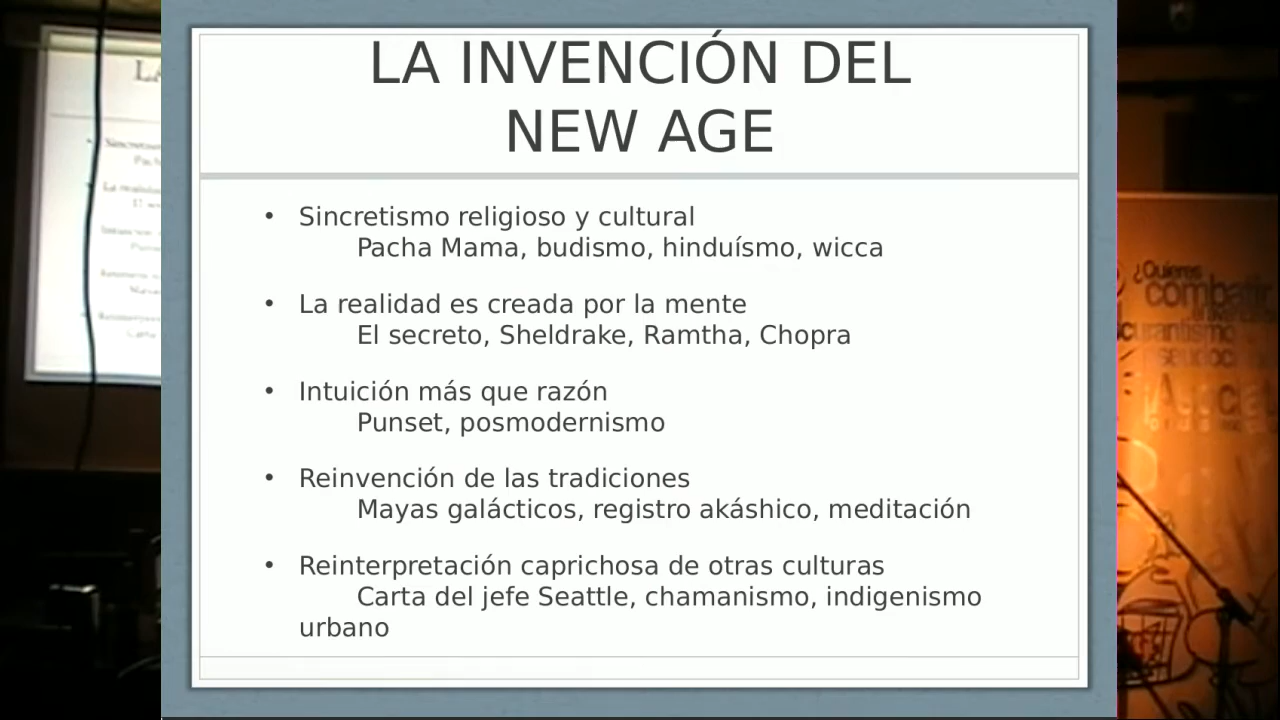 LA INVENCIÓN DEL
NEW AGE
• Sincretismo religioso y cultural
Pacha Mama, budismo, hinduísmo, wicca
• La realidad es creada por la mente
El secreto, Sheldrake, Ramtha, Chopra
• Intuición más que razón
Punset, posmodernismo
• Reinvención de las tradiciones
Mayas galácticos, registro akáshico, meditación
• Reinterpretación caprichosa de otras culturas
Carta del jefe Seattle, chamanismo, indigenismo
urbano
¿Quieres
combatir